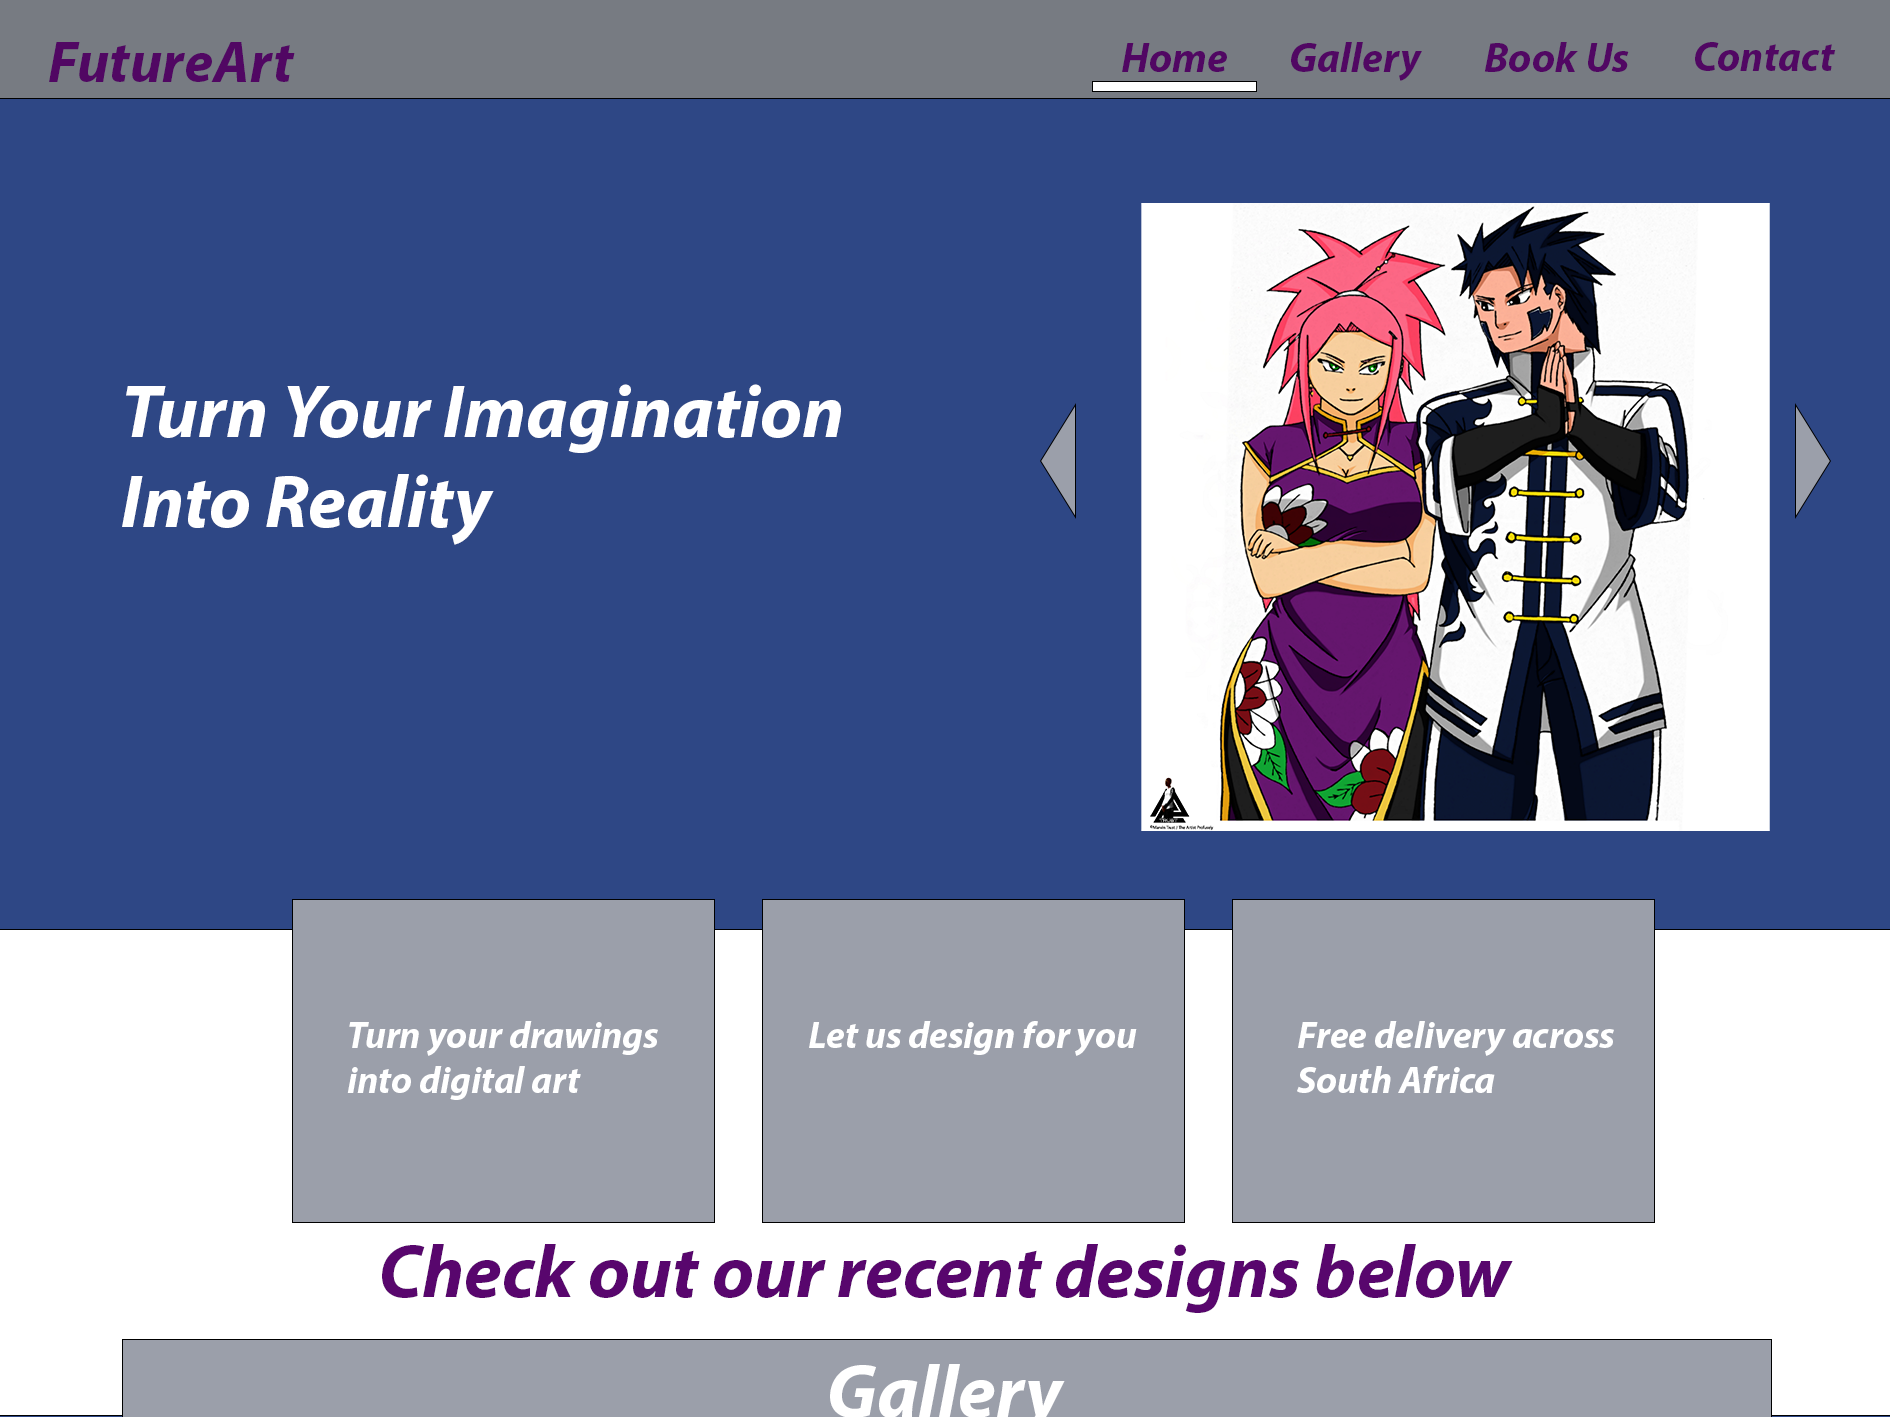 FutureArt
Home
Gallery
Book Us
Contact
Turn Your Imagination
Into Reality
Turn your drawings
into digital art
Let us design for you
Free delivery across
South Africa
Check out our recent designs below
Gallery